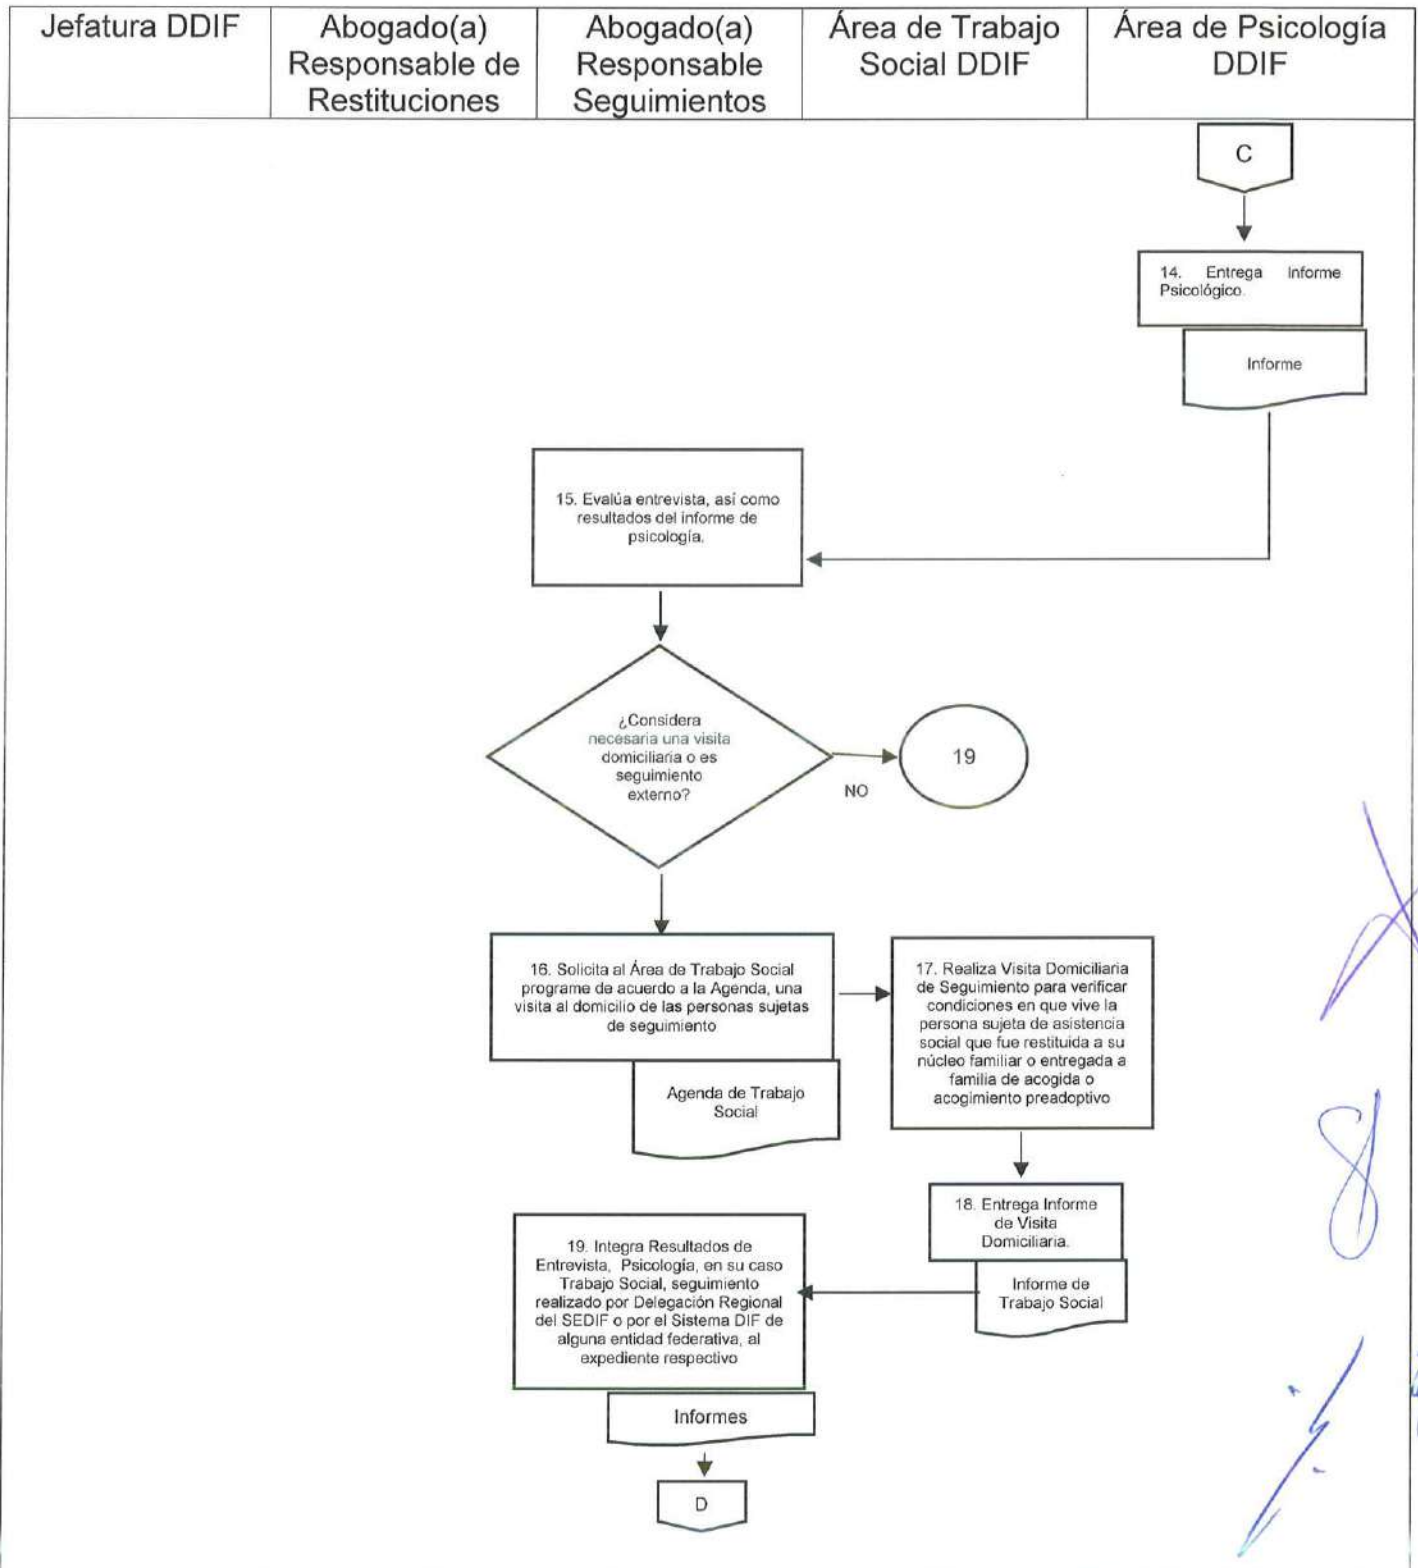 Jefatura DDIF
Abogado(a)
Responsable de
Restituciones
Abogado(a)
Responsable
Seguimientos
Área de Trabajo
Social DDIF
Área de Psicología
DDIF
C
14. Entrega Informe
Psicológico.
Informe
15. Evalúa entrevista, así como
resultados del informe de
psicología.
¿Considera
necesaria una visita
domiciliaria o es
seguimiento
externo?
NO
19
16. Solicita al Área de Trabajo Social
programe de acuerdo a la Agenda, una
visita al domicilio de las personas sujetas
de seguimiento
Agenda de Trabajo
Social
17. Realiza Visita Domiciliaria
de Seguimiento para verificar
condiciones en que vive la
persona sujeta de asistencia
social que fue restituida a su
núcleo familiar o entregada a
familia de acogida o
acogimiento preadoptivo
18. Entrega Informe
de Visita
Domiciliaria.
Informe de
Trabajo Social
19. Integra Resultados de
Entrevista, Psicología, en su caso
Trabajo Social, seguimiento
realizado por Delegación Regional
del SEDIF o por el Sistema DIF de
alguna entidad federativa, al
expediente respectivo
Informes
D